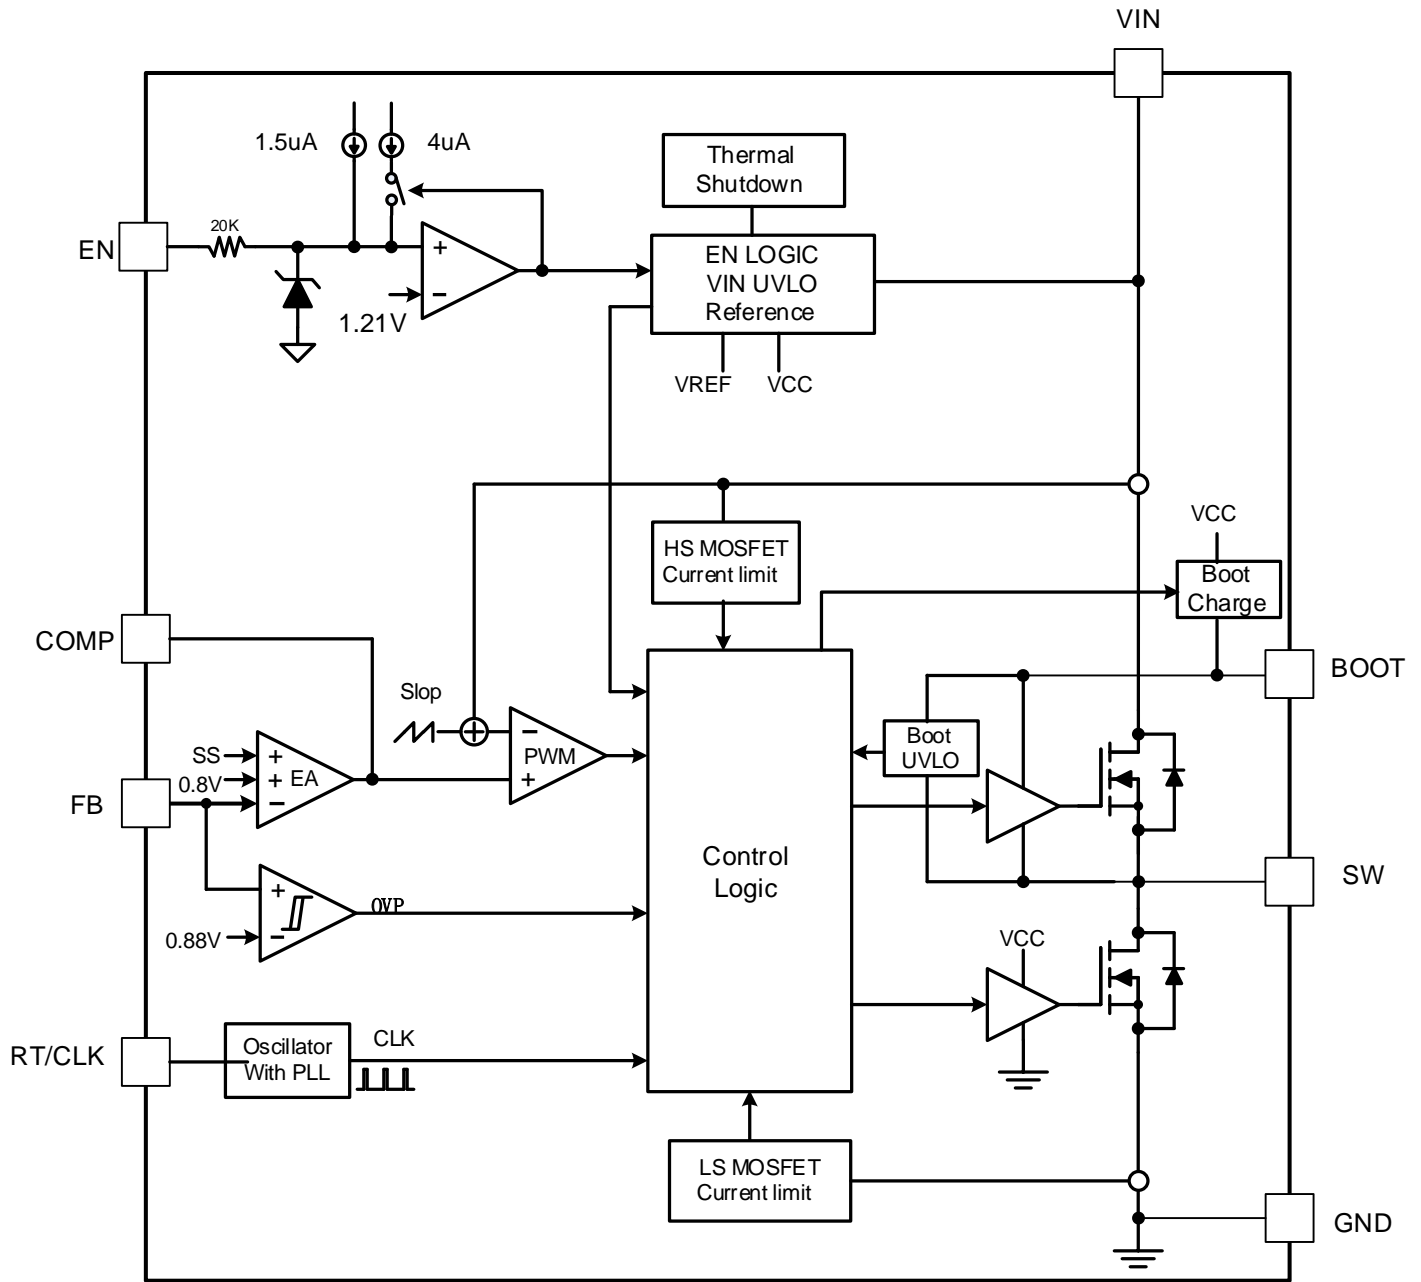 VIN
1.5uA
4uA
Thermal
Shutdown
20K
EN
+
−
1.21V
EN LOGIC
VIN UVLO
Reference
VREF
VCC
HS MOSFET
Current limit
VCC
Boot
Charge
COMP
BOOT
Slop
+
−
PWM
+
Boot
UVLO
SS
0.8V
+
+
EA
−
FB
Control
Logic
SW
+
−
OVP
0.88V
VCC
RT/CLK
Oscillator
With PLL
CLK
LS MOSFET
Current limit
GND